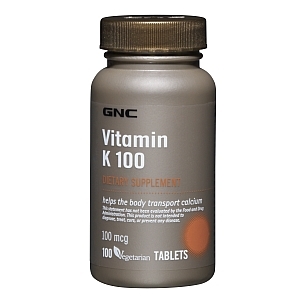 GNC
Vitamin
K 100
DIETARY SUPPLEMENT
helps the body transport calcium
This statement has not been evaluated by the Food and Drug
Administration. This product is not intended to
diagnose, treat, cure, or prevent any disease.
100 mcg
100 Vegetarian TABLETS